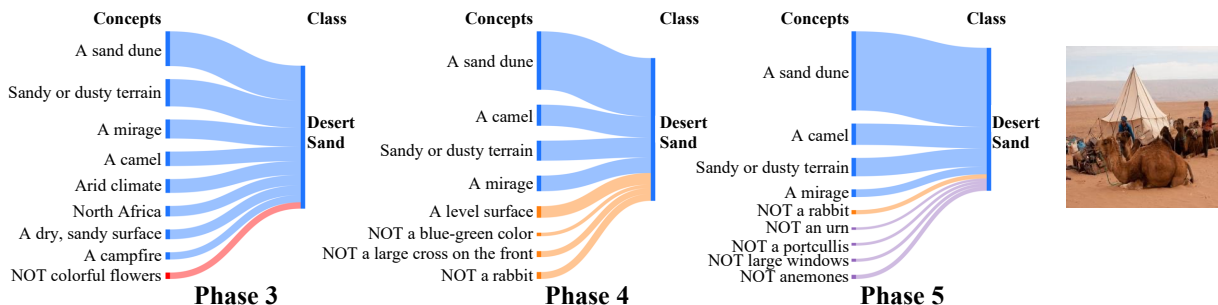 Concepts Class
A sand dune
Sandy or dusty terrain
A mirage
A camel
Arid climate
North Africa
A dry, sandy surface
A campfire
NOT colorful flowers
Desert
Sand
Phase 3
Concepts Class
A sand dune
A camel
Sandy or dusty terrain
A mirage
A level surface
NOT a blue-green color
NOT a large cross on the front
NOT a rabbit
Desert
Sand
Phase 4
Concepts Class
A sand dune
A camel
Sandy or dusty terrain
A mirage
NOT a rabbit
NOT an urn
NOT a portcullis
NOT large windows
NOT anemones
Desert
Sand
Phase 5